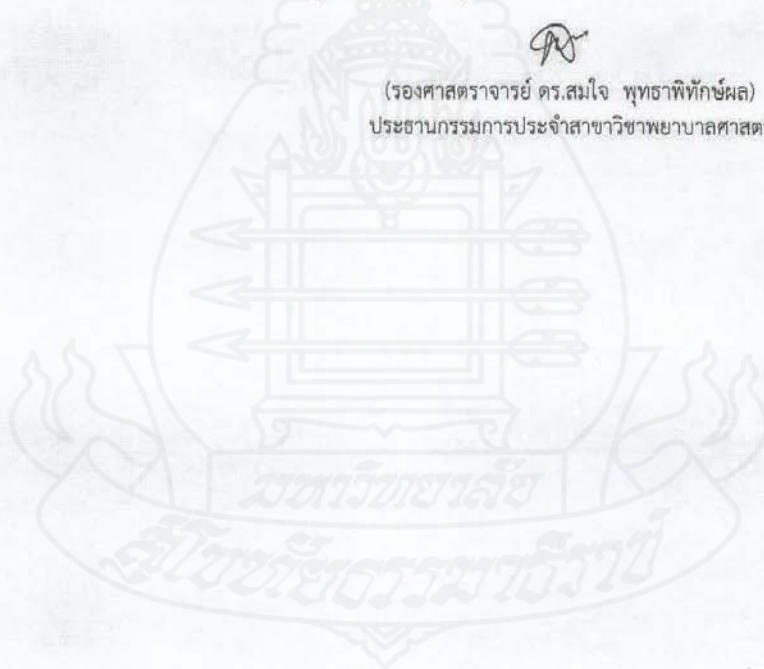 (รองศาสตราจารย์ ดร.สมใจ พุทธาพิทักษ์ผล)
ประธานกรรมการประจำสาขาวิชาพยาบาลศาสต
มหาวิทยาลัย
สุโขทัยธรรมาธิราช